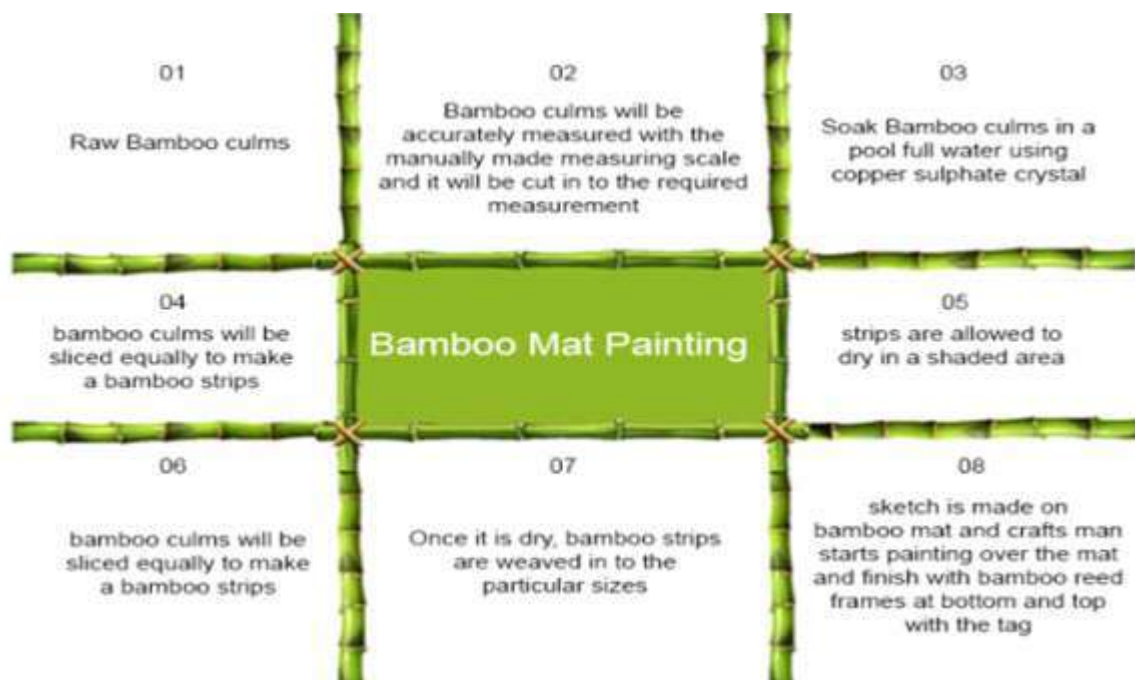 01
Raw Bamboo culms
02
Bamboo culms will be
accurately measured with the
manually made measuring scale
and it will be cut in to the required
measurement
03
Soak Bamboo culms in a
pool full water using
copper sulphate crystal
04
bamboo culms will be
sliced equally to make
a bamboo strips
Bamboo Mat Painting
05
strips are allowed to
dry in a shaded area
06
bamboo culms will be
sliced equally to make
a bamboo strips
07
Once it is dry, bamboo strips
are weaved in to the
particular sizes
08
sketch is made on
bamboo mat and crafts man
starts painting over the mat
and finish with bamboo reed
frames at bottom and top
with the tag